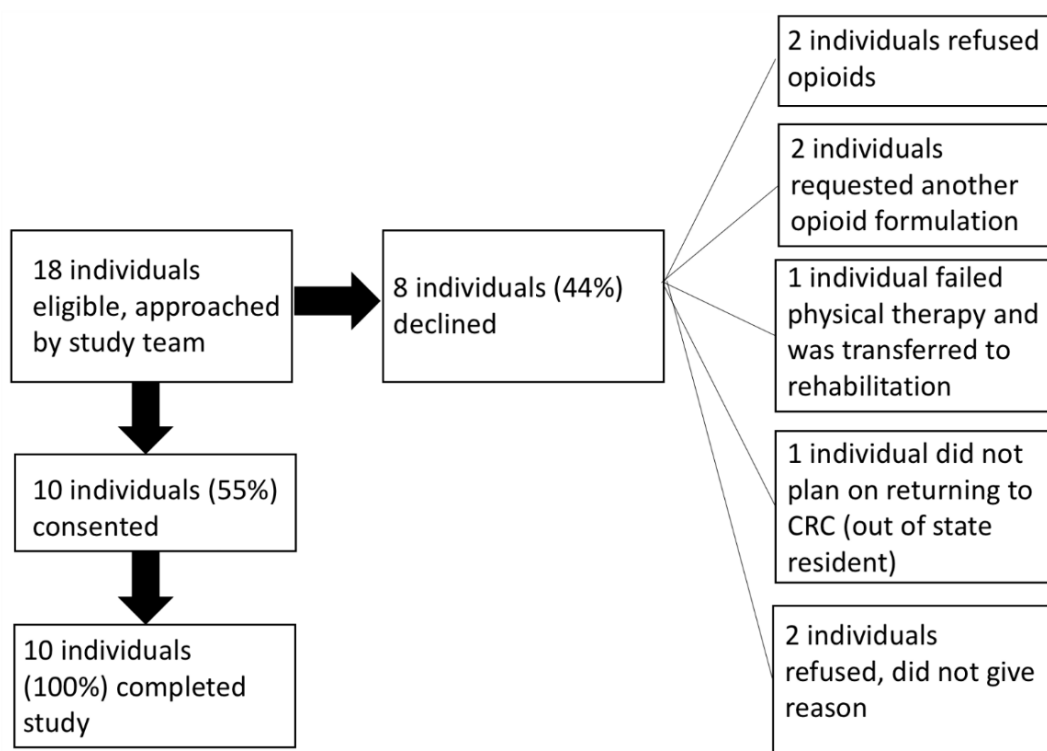 18 individuals
eligible, approached
by study team
8 individuals (44%)
declined
10 individuals (55%)
consented
10 individuals
(100%) completed
study
2 individuals refused
opioids
2 individuals
requested another
opioid formulation
1 individual failed
physical therapy and
was transferred to
rehabilitation
1 individual did not
plan on returning to
CRC (out of state
resident)
2 individuals
refused, did not give
reason